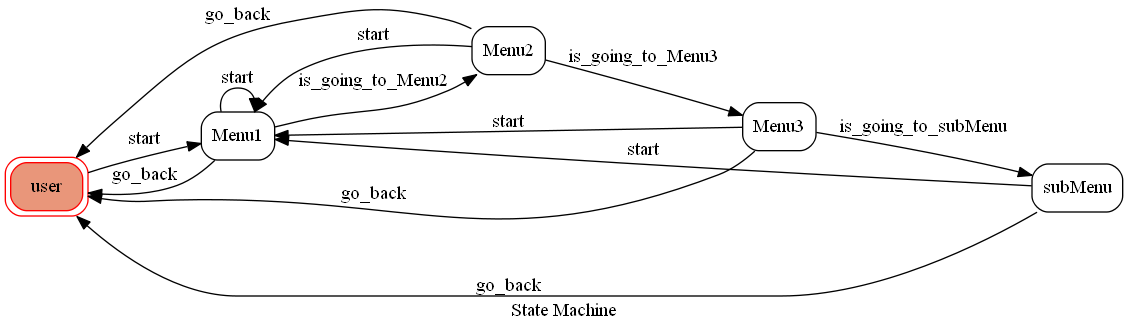 go_back
start
is_going_to_Menu2
Menu2
is_going_to_Menu3
start
start
Menu1
start
Menu3
is_going_to_subMenu
start
go_back
user
go_back
subMenu
go_back
State Machine